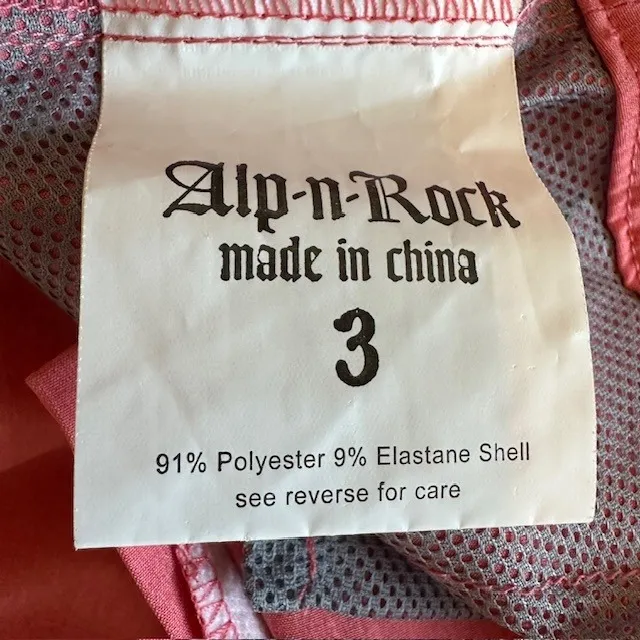 Alp-n-Rock
made in china
3
91% Polyester 9% Elastane Shell
see reverse for care